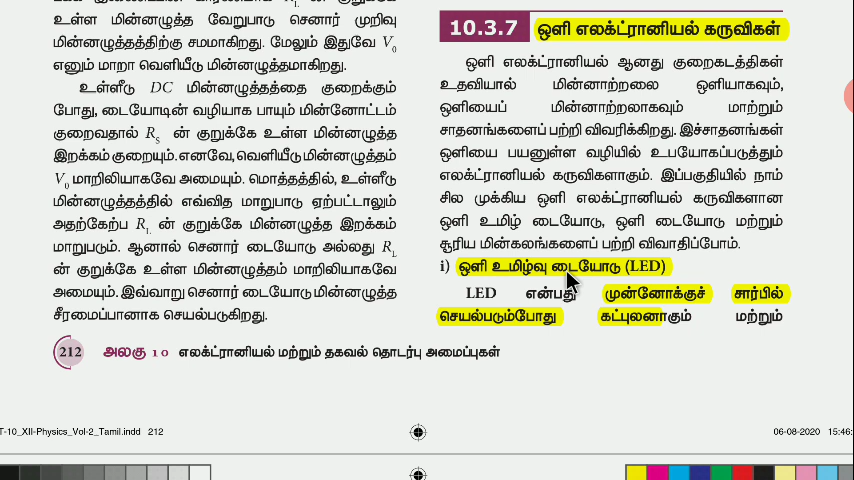 உள்ள மின்னழுத்த வேறுபாடு செனார் முறிவு
மின்னழுத்தத்திற்கு சமமாகிறது. மேலும் இதுவே V₀
எனும் மாறா வெளியீடு மின்னழுத்தமாகிறது.
உள்ளீடு DC மின்னழுத்தத்தை குறைக்கும்
போது, டையோடின் வழியாக பாயும் மின்னோட்டம்
குறைவதால் Rₛ ன் குறுக்கே உள்ள மின்னழுத்த
இறக்கம் குறையும். எனவே, வெளியீடு மின்னழுத்தம்
V₀ மாறிலியாகவே அமையும். மொத்தத்தில், உள்ளீடு
மின்னழுத்தத்தில் எவ்வித மாறுபாடு ஏற்பட்டாலும்
அதற்கேற்ப R_L ன் குறுக்கே மின்னழுத்த இறக்கம்
மாறுபடும். ஆனால் செனார் டையோடு அல்லது R_L
ன் குறுக்கே உள்ள மின்னழுத்தம் மாறிலியாகவே
அமையும். இவ்வாறு செனார் டையோடு மின்னழுத்த
சீரமைப்பானாக செயல்படுகிறது.
10.3.7 ஒளி எலக்ட்ரானியல் கருவிகள்
ஒளி எலக்ட்ரானியல் ஆனது குறைகடத்திகள்
உதவியால் மின்னாற்றலை ஒளியாகவும்,
ஒளியைப் மின்னாற்றலாகவும் மாற்றும்
சாதனங்களைப் பற்றி விவரிக்கிறது. இச்சாதனங்கள்
ஒளியை பயனுள்ள வழியில் உபயோகப்படுத்தும்
எலக்ட்ரானியல் கருவிகளாகும். இப்பகுதியில் நாம்
சில முக்கிய ஒளி எலக்ட்ரானியல் கருவிகளான
ஒளி உமிழ் டையோடு, ஒளி டையோடு மற்றும்
சூரிய மின்கலங்களைப் பற்றி விவாதிப்போம்.
i) ஒளி உமிழ்வு டையோடு (LED)
LED என்பது முன்னோக்குச் சார்பில்
செயல்படும்போது கட்புலனாகும் மற்றும்
212 அலகு 10 எலக்ட்ரானியல் மற்றும் தகவல் தொடர்பு அமைப்புகள்
T-10_XII-Physics_Vol-2_Tamil.indd 212
06-08-2020 15:46: